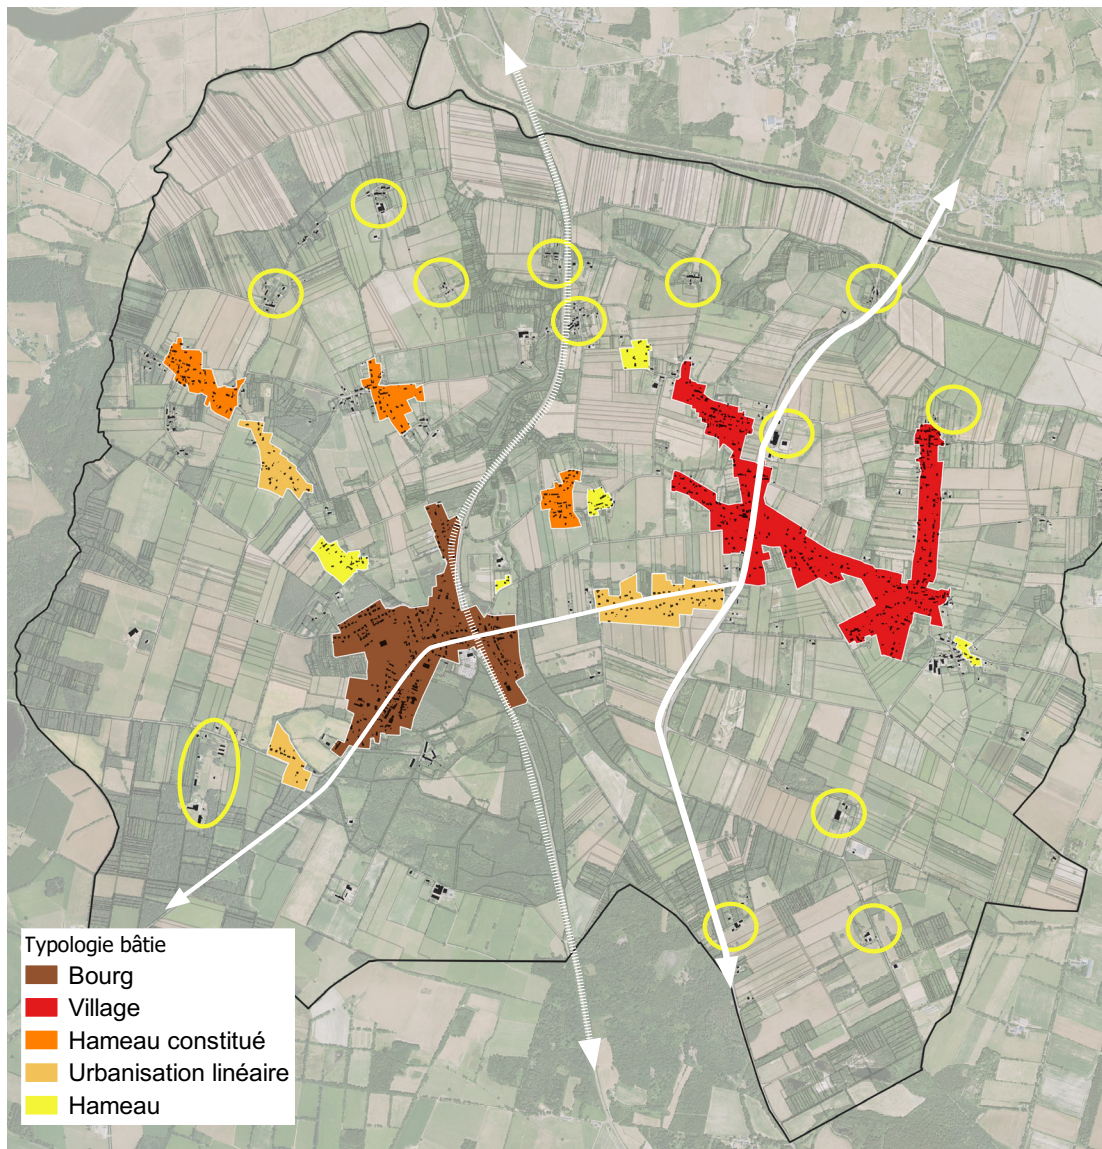 Typologie bâtie
Bourg
Village
Hameau constitué
Urbanisation linéaire
Hameau